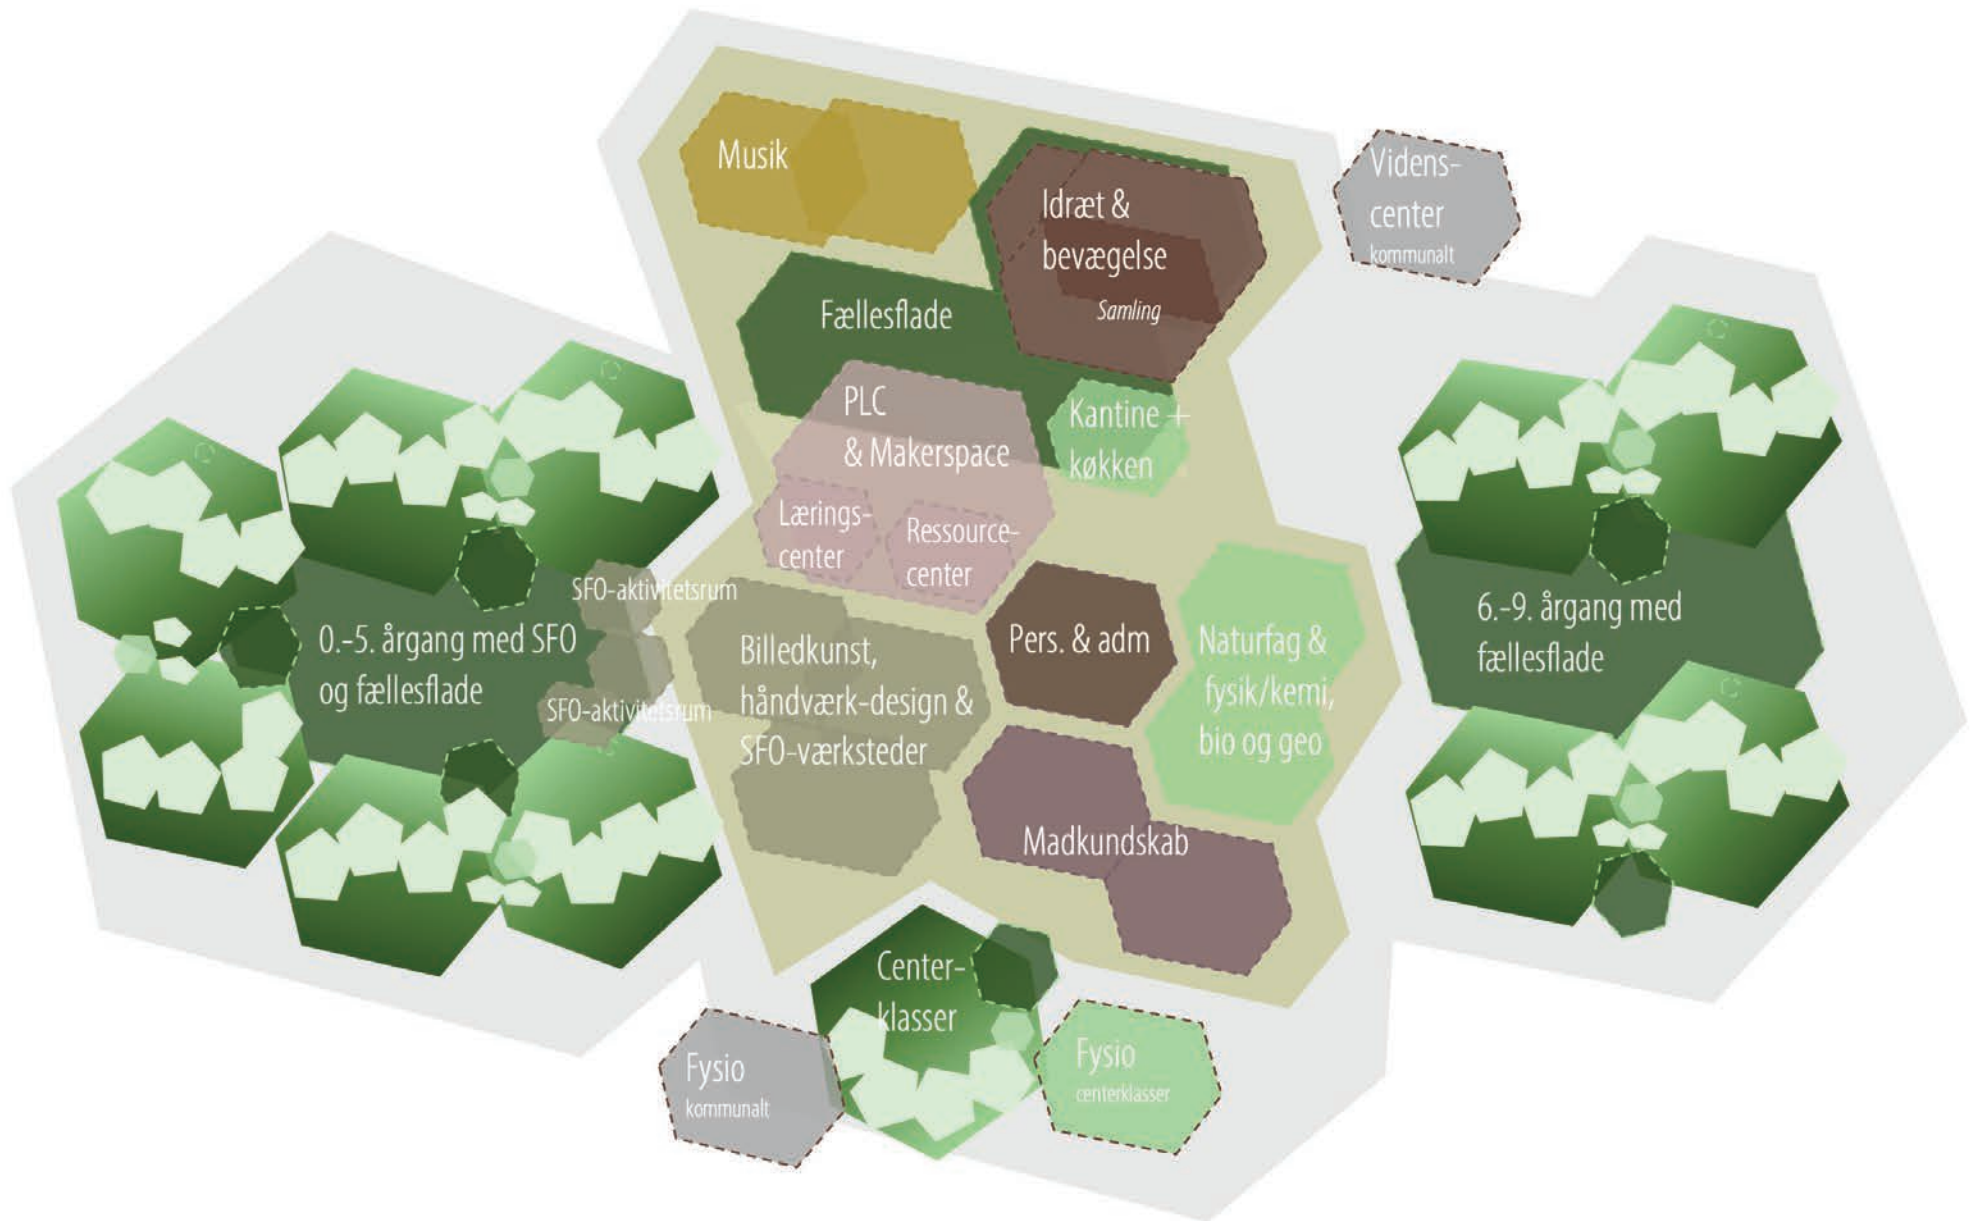 Musik
Idræt &
bevægelse
Samling
Videns-
center
kommunalt
Fællesflade
PLC
& Makerspace
Kantine +
køkken
Lærings-
center
Ressource-
center
SFO-aktivitetsrum
0.-5. årgang med SFO
og fællesflade
SFO-aktivitetsrum
Billedkunst,
håndværk-design &
SFO-værksteder
Pers. & adm
Naturfag &
fysik/kemi,
bio og geo
6.-9. årgang med
fællesflade
Madkundskab
Center-
klasser
Fysio
kommunalt
Fysio
centerklasser